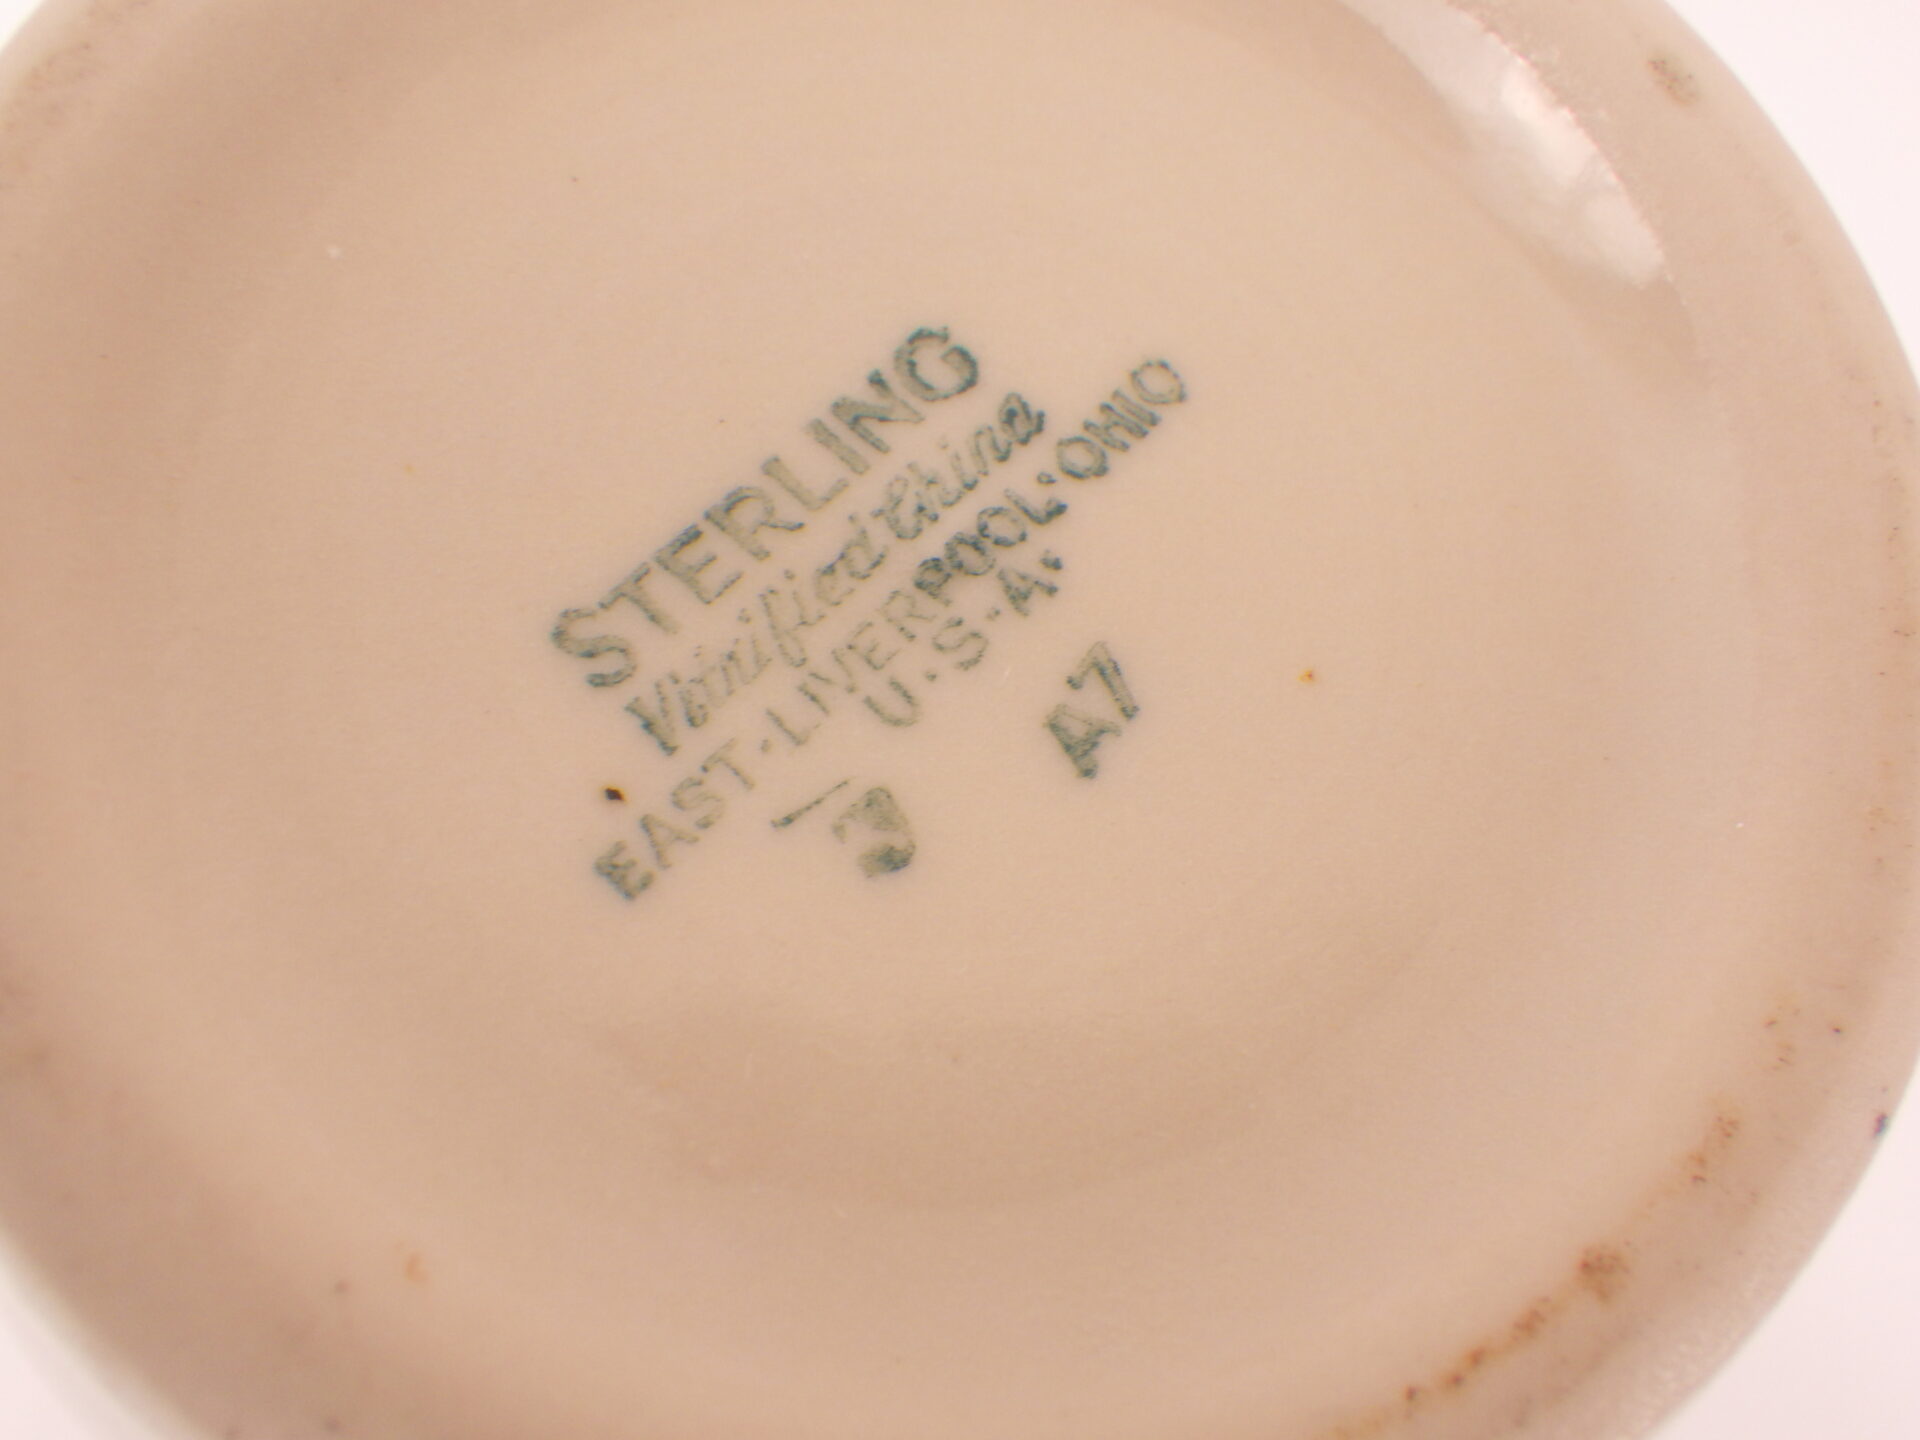 STERLING
Vitrified China
EAST·LIVERPOOL·OHIO
U·S·A·
A7